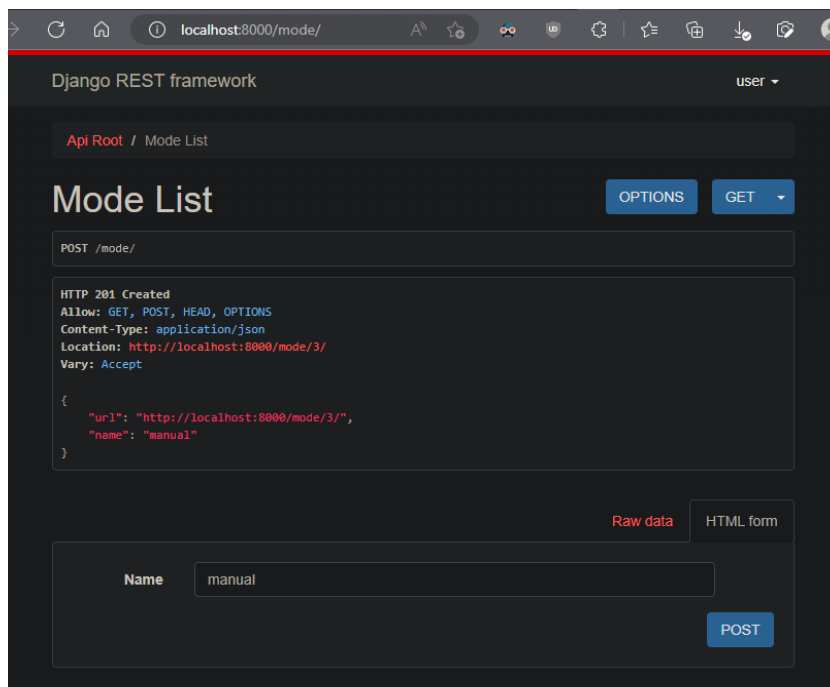 localhost:8000/mode/
Django REST framework
user
Api Root / Mode List
Mode List
OPTIONS
GET
POST /mode/
HTTP 201 Created
Allow: GET, POST, HEAD, OPTIONS
Content-Type: application/json
Location: http://localhost:8000/mode/3/
Vary: Accept
{
"url": "http://localhost:8000/mode/3/",
"name": "manual"
}
Raw data
HTML form
Name
manual
POST